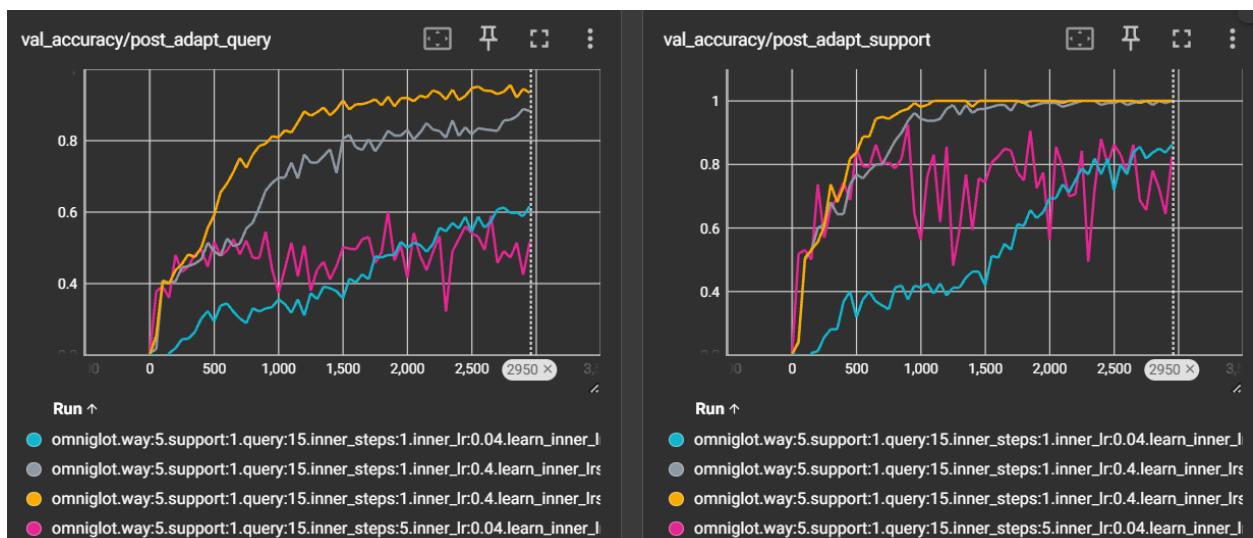 val_accuracy/post_adapt_query
0.8
0.6
0.4
0
500
1,000
1,500
2,000
2950 ×
Run ↑
omniglot.way:5.support:1.query:15.inner_steps:1.inner_lr:0.04.learn_inner_l
omniglot.way:5.support:1.query:15.inner_steps:1.inner_lr:0.4.learn_inner_lrs
omniglot.way:5.support:1.query:15.inner_steps:1.inner_lr:0.4.learn_inner_lrs
omniglot.way:5.support:1.query:15.inner_steps:5.inner_lr:0.04.learn_inner_l
val_accuracy/post_adapt_support
1
0.8
0.6
0.4
0
500
1,000
1,500
2,000
2,500
2950 ×
Run ↑
omniglot.way:5.support:1.query:15.inner_steps:1.inner_lr:0.04.learn_inner_l
omniglot.way:5.support:1.query:15.inner_steps:1.inner_lr:0.4.learn_inner_lrs
omniglot.way:5.support:1.query:15.inner_steps:1.inner_lr:0.4.learn_inner_lrs
omniglot.way:5.support:1.query:15.inner_steps:5.inner_lr:0.04.learn_inner_l